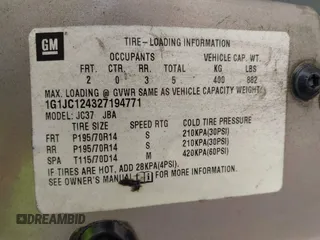 GM
TIRE-LOADING INFORMATION
OCCUPANTS VEHICLE CAP. WT.
FRT. CTR. RR. TOTAL KG LBS
2 0 3 5 400 882
MAX. LOADING @ GVWR SAME AS VEHICLE CAPACITY WEIGHT
1G1JC124327194771
MODEL: JC37 JBA
TIRE SIZE SPEED RTG COLD TIRE PRESSURE
FRT P195/70R14 S 210KPA(30PSI)
RR P195/70R14 S 210KPA(30PSI)
SPA T115/70D14 M 420KPA(60PSI)
IF TIRES ARE HOT, ADD 28KPA(4PSI).
SEE OWNER'S MANUAL i FOR MORE INFORMATION.
DREAMBID